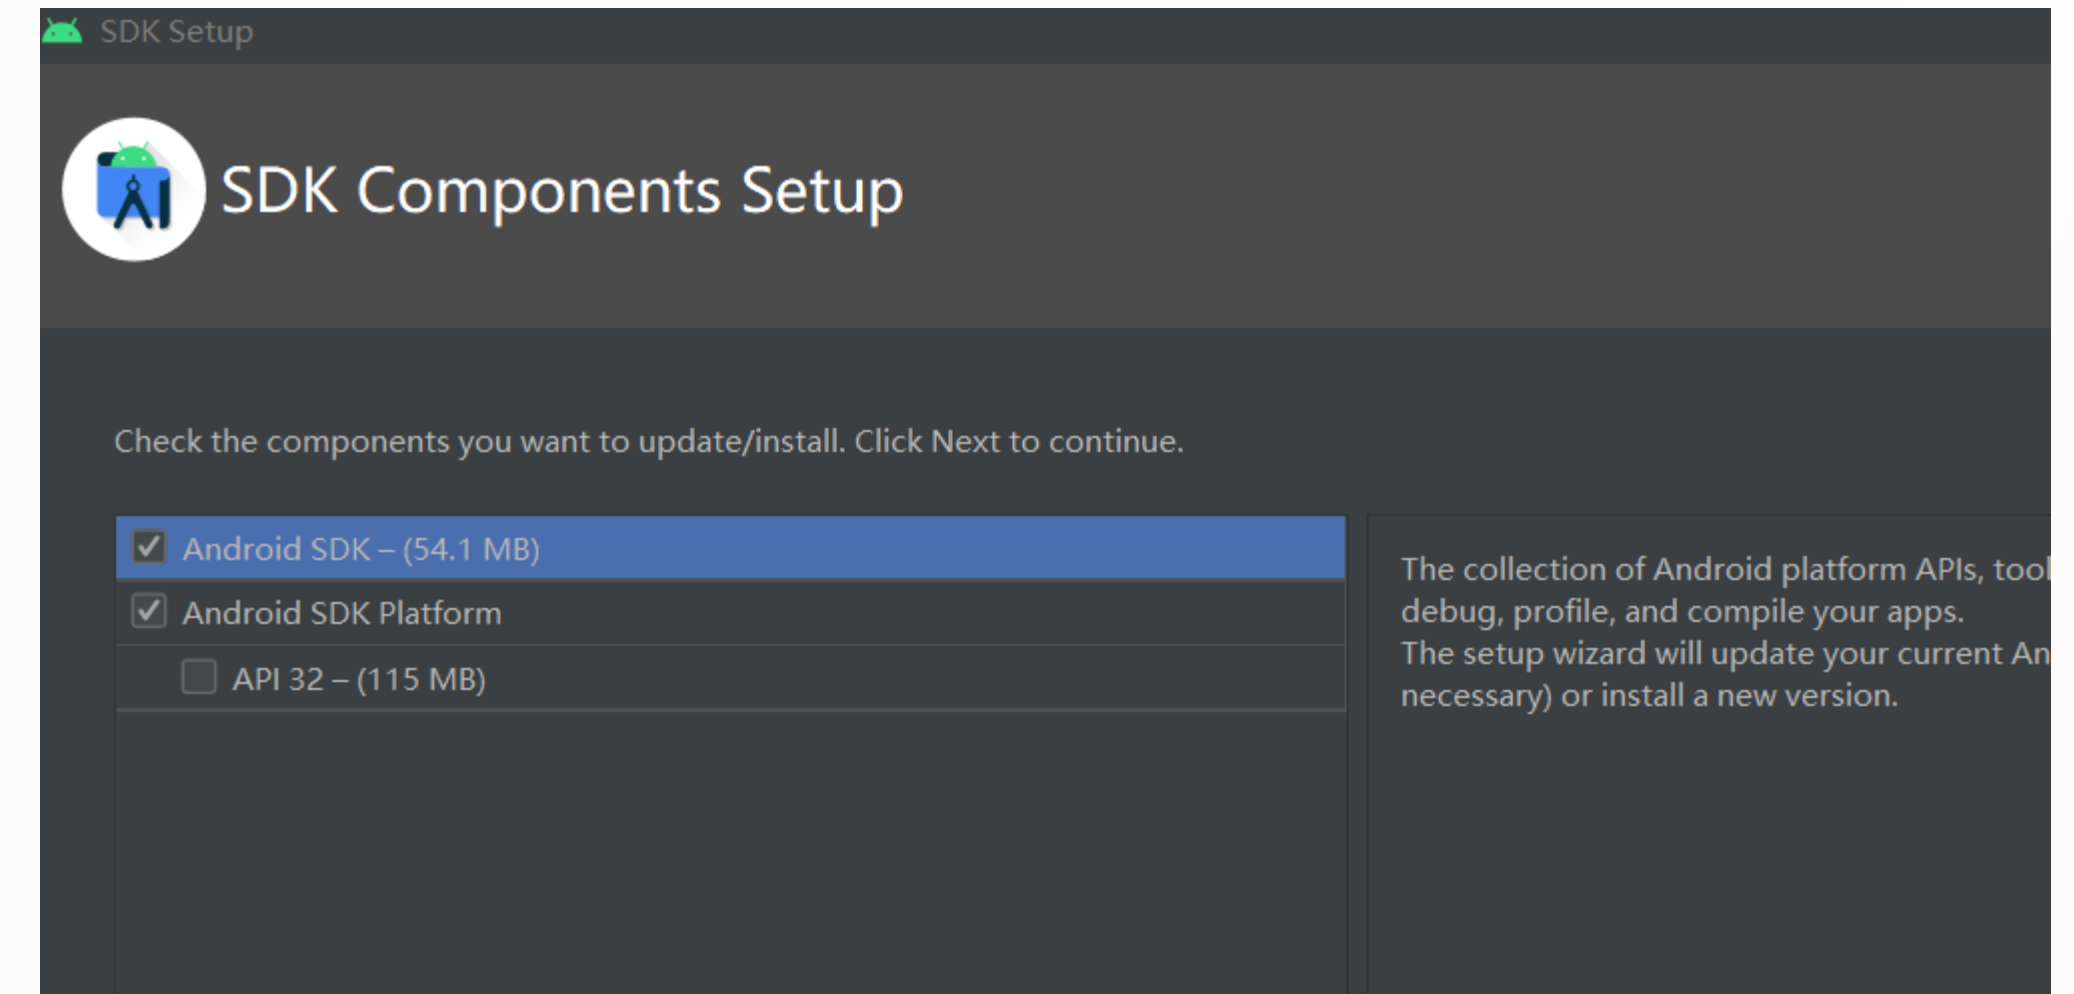 SDK Setup
SDK Components Setup
Check the components you want to update/install. Click Next to continue.
Android SDK – (54.1 MB)
Android SDK Platform
API 32 – (115 MB)
The collection of Android platform APIs, tool
debug, profile, and compile your apps.
The setup wizard will update your current An
necessary) or install a new version.